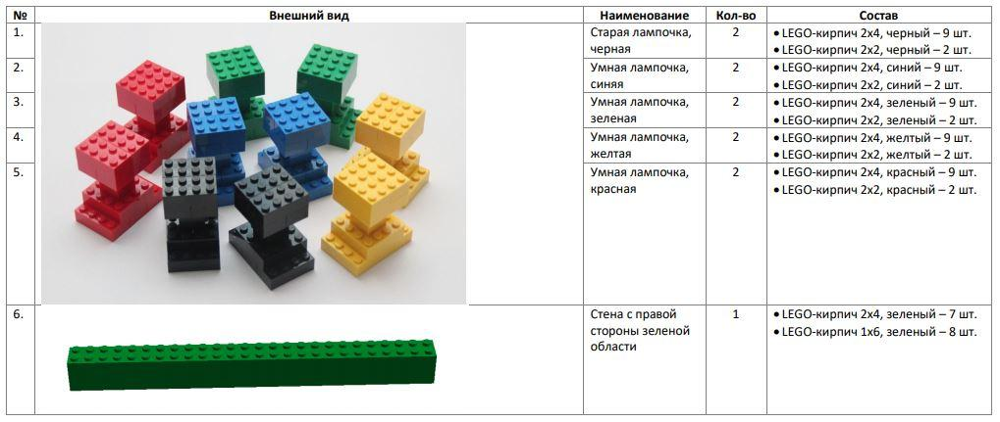 № Внешний вид Наименование Кол-во Состав
1. Старая лампочка, 2 • LEGO-кирпич 2x4, черный – 9 шт.
черная • LEGO-кирпич 2x2, черный – 2 шт.
2. Умная лампочка, 2 • LEGO-кирпич 2x4, синий – 9 шт.
синяя • LEGO-кирпич 2x2, синий – 2 шт.
3. Умная лампочка, 2 • LEGO-кирпич 2x4, зеленый – 9 шт.
зеленая • LEGO-кирпич 2x2, зеленый – 2 шт.
4. Умная лампочка, 2 • LEGO-кирпич 2x4, желтый – 9 шт.
желтая • LEGO-кирпич 2x2, желтый – 2 шт.
5. Умная лампочка, 2 • LEGO-кирпич 2x4, красный – 9 шт.
красная • LEGO-кирпич 2x2, красный – 2 шт.
6. Стена с правой 1 • LEGO-кирпич 2x4, зеленый – 7 шт.
стороны зеленой • LEGO-кирпич 1x6, зеленый – 8 шт.
области